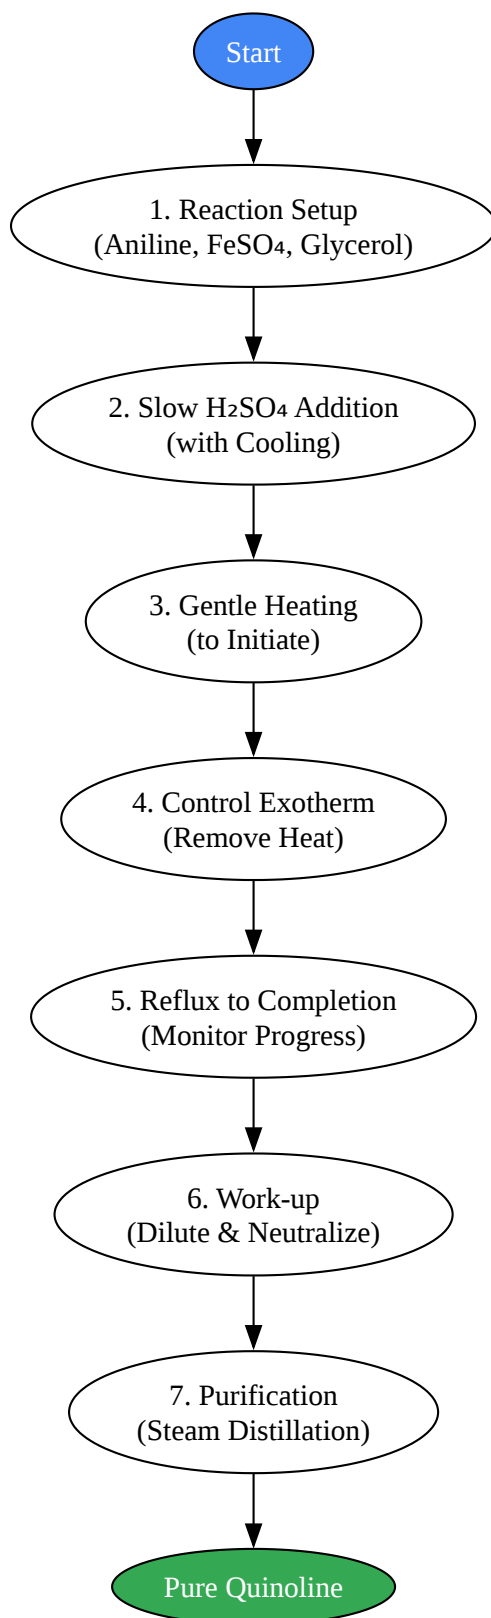 Start
1. Reaction Setup
(Aniline, FeSO₄, Glycerol)
2. Slow H₂SO₄ Addition
(with Cooling)
3. Gentle Heating
(to Initiate)
4. Control Exotherm
(Remove Heat)
5. Reflux to Completion
(Monitor Progress)
6. Work-up
(Dilute & Neutralize)
7. Purification
(Steam Distillation)
Pure Quinoline